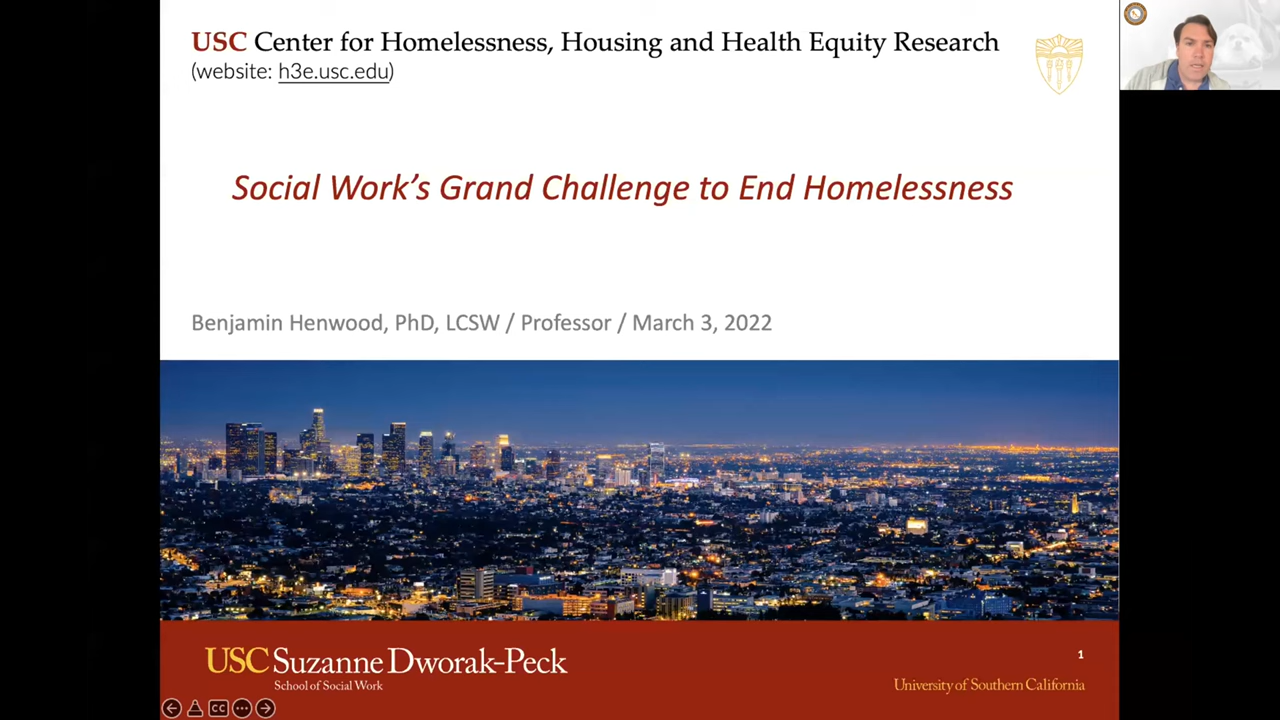 USC Center for Homelessness, Housing and Health Equity Research
(website: h3e.usc.edu)
Social Work's Grand Challenge to End Homelessness
Benjamin Henwood, PhD, LCSW / Professor / March 3, 2022
USC Suzanne Dworak-Peck
School of Social Work
1
University of Southern California
CC